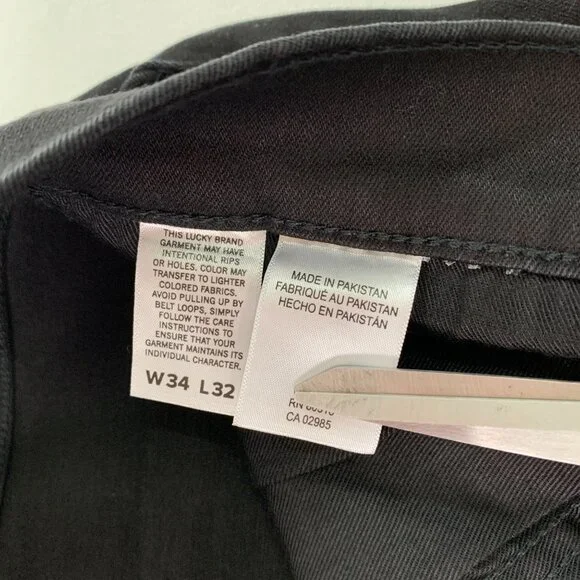 THIS LUCKY BRAND
GARMENT MAY HAVE
INTENTIONAL RIPS
OR HOLES. COLOR MAY
TRANSFER TO LIGHTER
COLORED FABRICS.
AVOID PULLING UP BY
BELT LOOPS, SIMPLY
FOLLOW THE CARE
INSTRUCTIONS TO
ENSURE THAT YOUR
GARMENT MAINTAINS ITS
INDIVIDUAL CHARACTER.
W34 L32
MADE IN PAKISTAN
FABRIQUÉ AU PAKISTAN
HECHO EN PAKISTÁN
RN
CA 02985